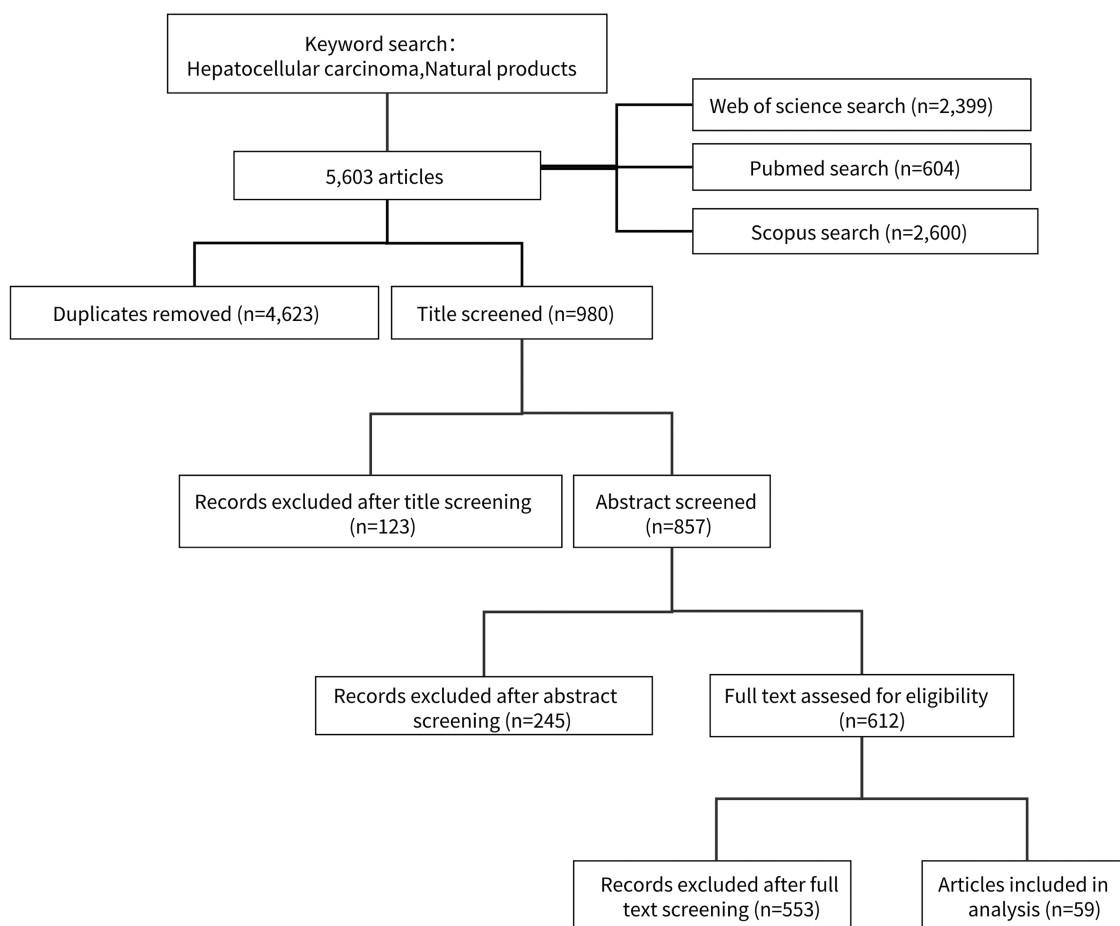 Keyword search：
Hepatocellular carcinoma,Natural products
Web of science search (n=2,399)
5,603 articles
Pubmed search (n=604)
Scopus search (n=2,600)
Duplicates removed (n=4,623)
Title screened (n=980)
Records excluded after title screening
(n=123)
Abstract screened
(n=857)
Records excluded after abstract
screening (n=245)
Full text assesed for eligibility
(n=612)
Records excluded after full
text screening (n=553)
Articles included in
analysis (n=59)